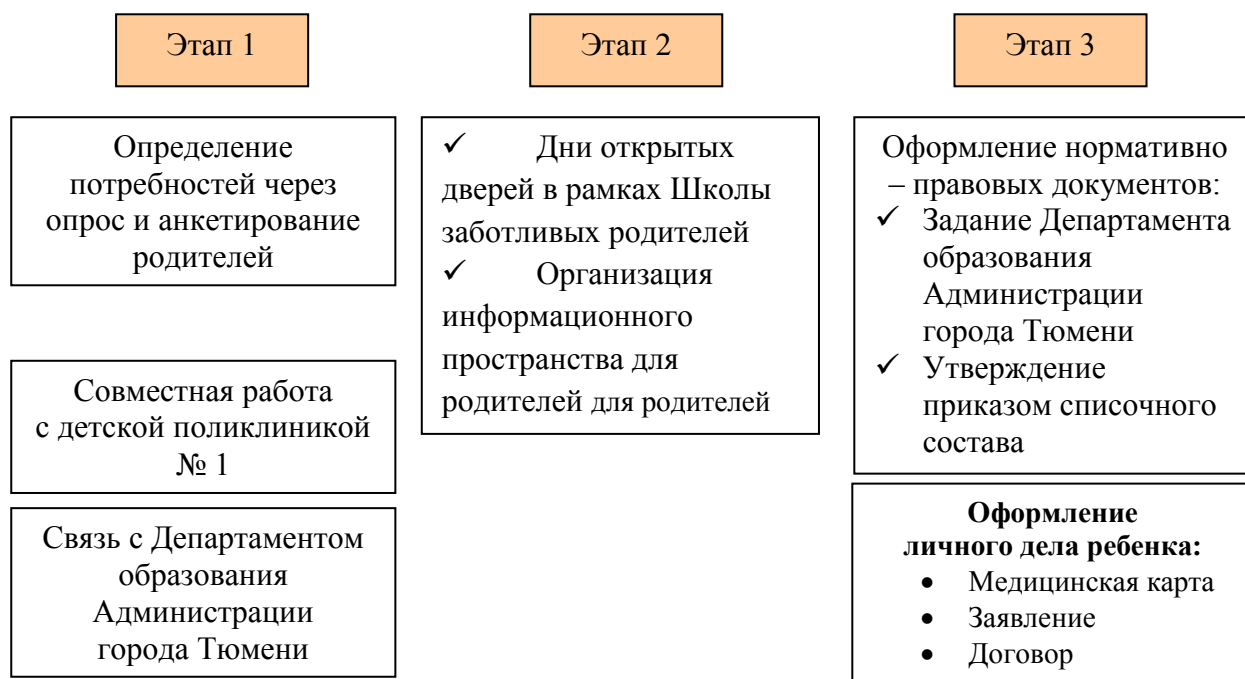 Этап 1
Определение
потребностей через
опрос и анкетирование
родителей
Совместная работа
с детской поликлиникой
№ 1
Связь с Департаментом
образования
Администрации
города Тюмени
Этап 2
✓ Дни открытых
дверей в рамках Школы
заботливых родителей
✓ Организация
информационного
пространства для
родителей для родителей
Этап 3
Оформление нормативно
– правовых документов:
✓ Задание Департамента
образования
Администрации
города Тюмени
✓ Утверждение
приказом списочного
состава
Оформление
личного дела ребенка:
• Медицинская карта
• Заявление
• Договор